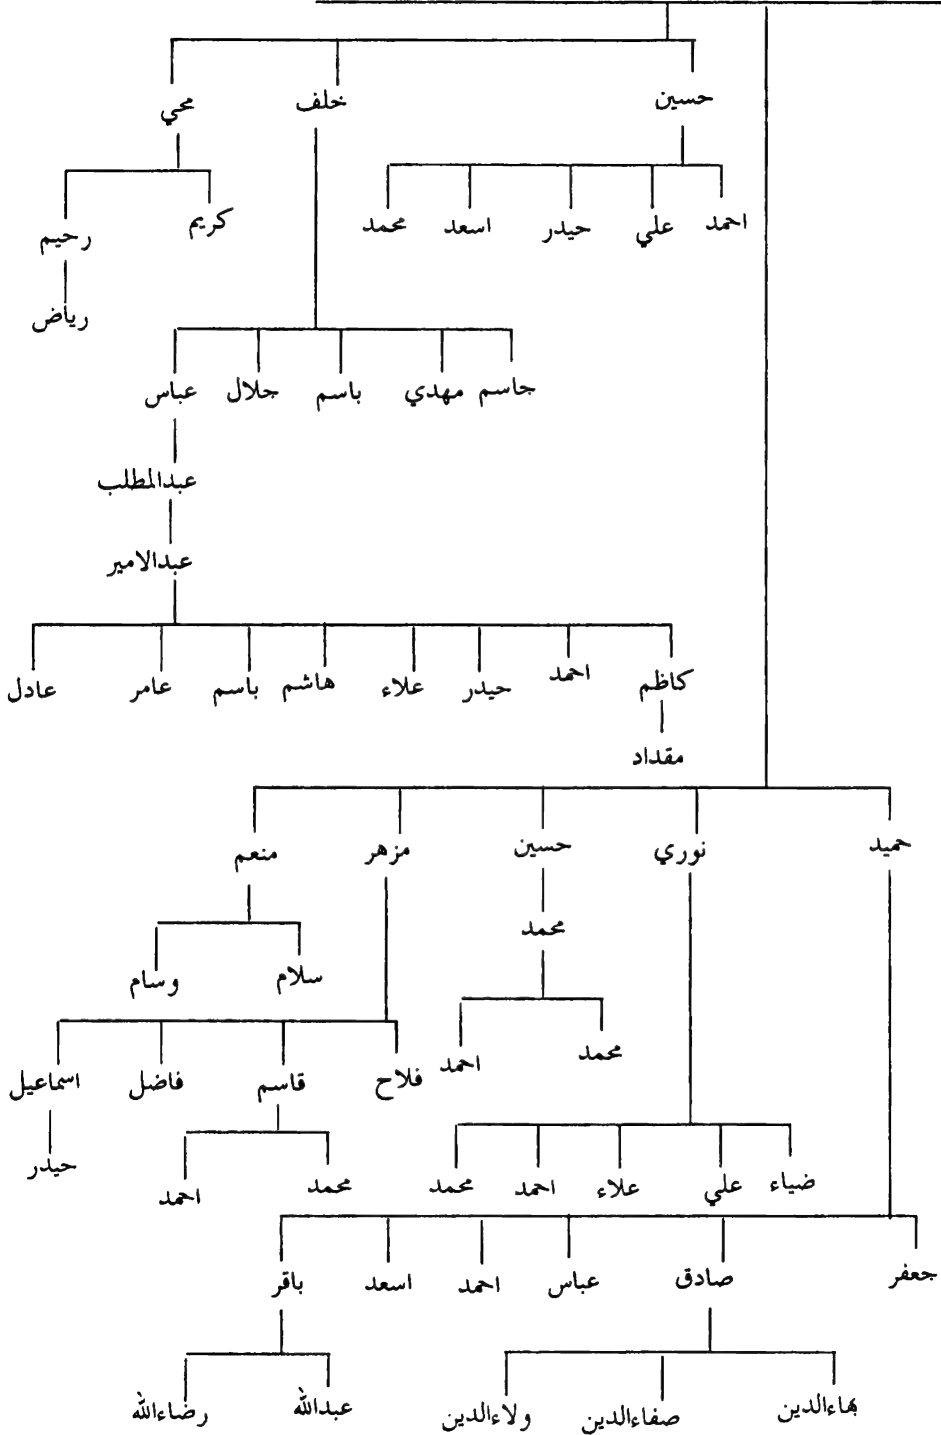 حسين خلف محي
احمد علي حيدر اسعد محمد كريم رحيم
رياض
جاسم مهدي باسم جلال عباس
عبدالمطلب
عبدالامير
كاظم احمد حيدر علاء هاشم باسم عامر عادل
مقداد
حميد نوري حسين مزهر منعم
محمد
سلام وسام
محمد احمد
فلاح قاسم فاضل اسماعيل
حيدر
ضياء علي علاء احمد محمد محمد احمد
جعفر صادق عباس احمد اسعد باقر
بهاءالدين صفاءالدين ولاءالدين عبدالله رضاءالله